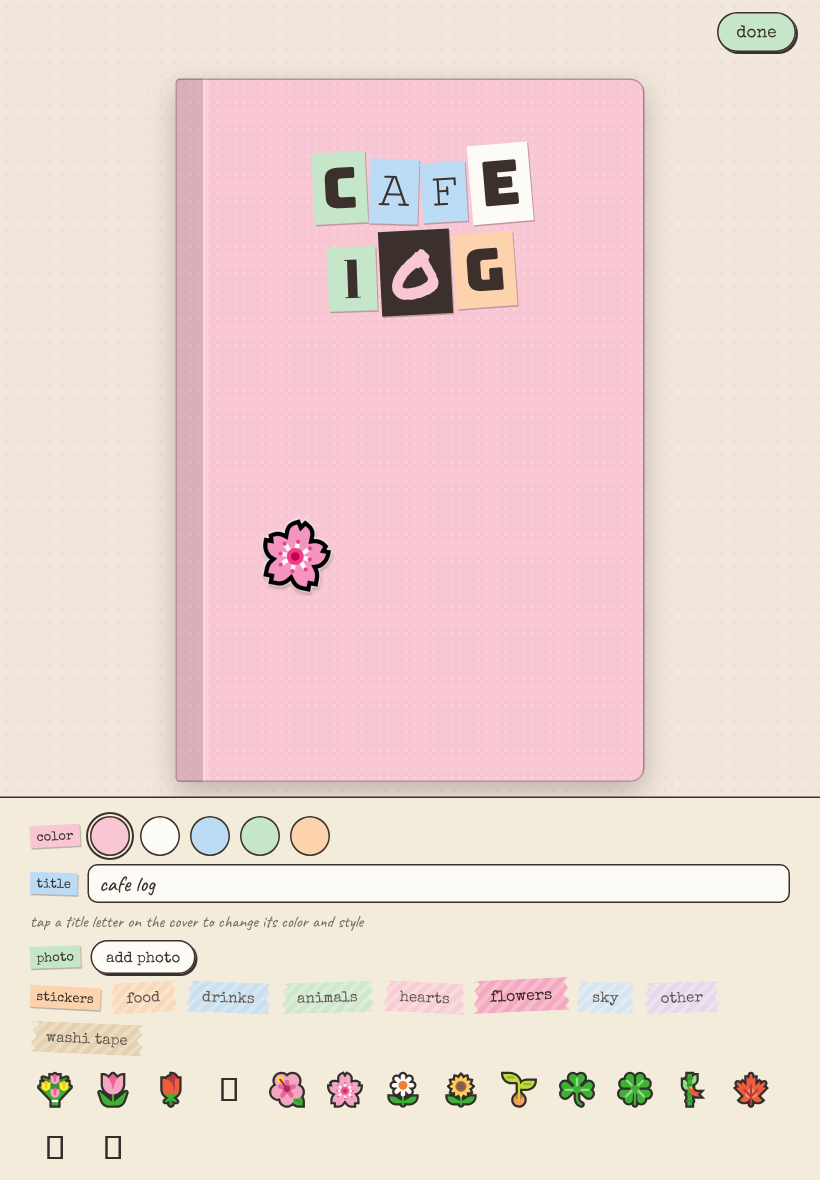 done
CAFE
lOG
color
title cafe log
tap a title letter on the cover to change its color and style
photo add photo
stickers food drinks animals hearts flowers sky other
washi tape